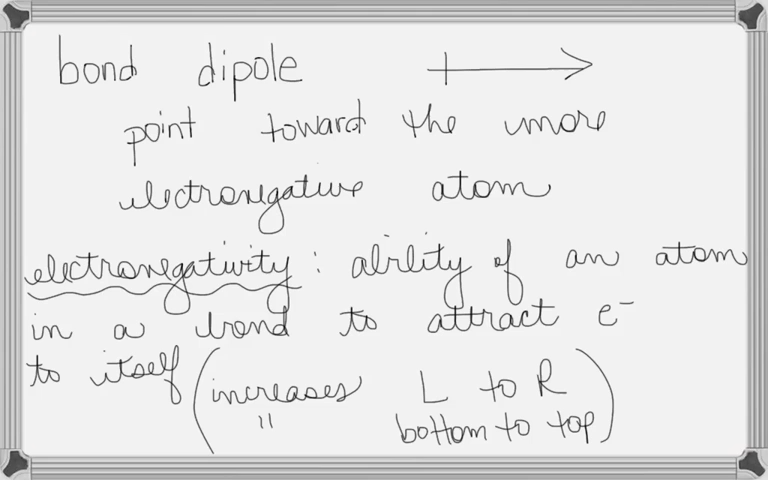 bond dipole
point toward the more
electronegative atom
electronegativity: ability of an atom
in a bond to attract e⁻
to itself (increases L to R
" bottom to top)